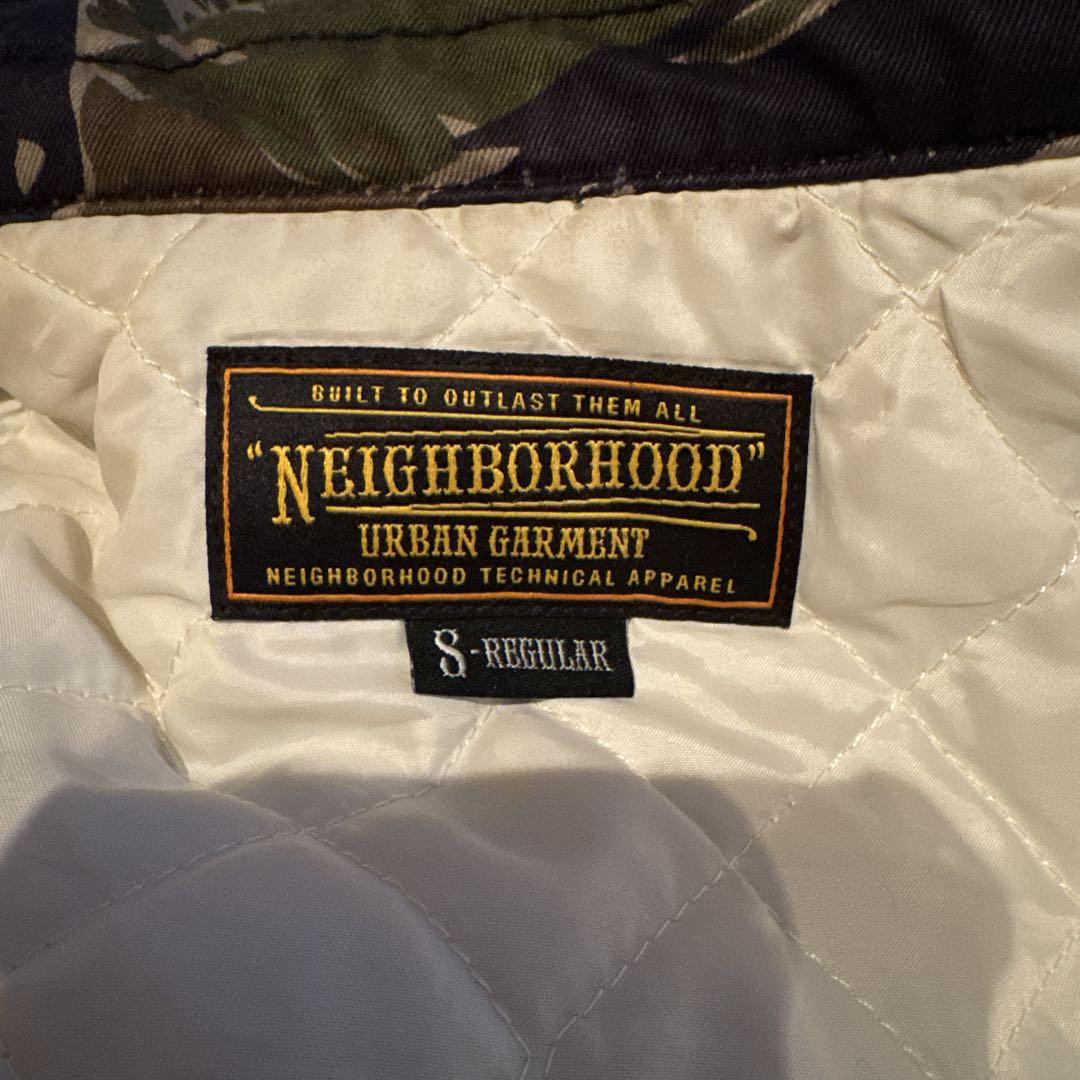 BUILT TO OUTLAST THEM ALL
"NEIGHBORHOOD"
URBAN GARMENT
NEIGHBORHOOD TECHNICAL APPAREL
S-REGULAR